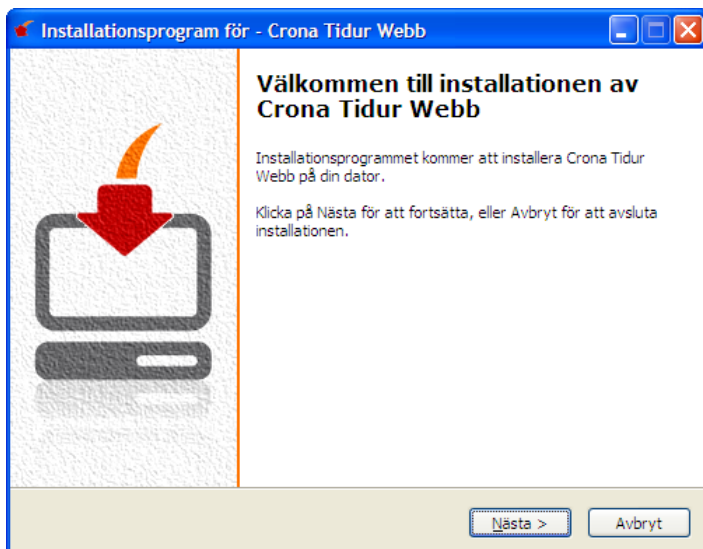 Installationsprogram för - Crona Tidur Webb
Välkommen till installationen av
Crona Tidur Webb
Installationsprogrammet kommer att installera Crona Tidur
Webb på din dator.
Klicka på Nästa för att fortsätta, eller Avbryt för att avsluta
installationen.
Nästa >
Avbryt